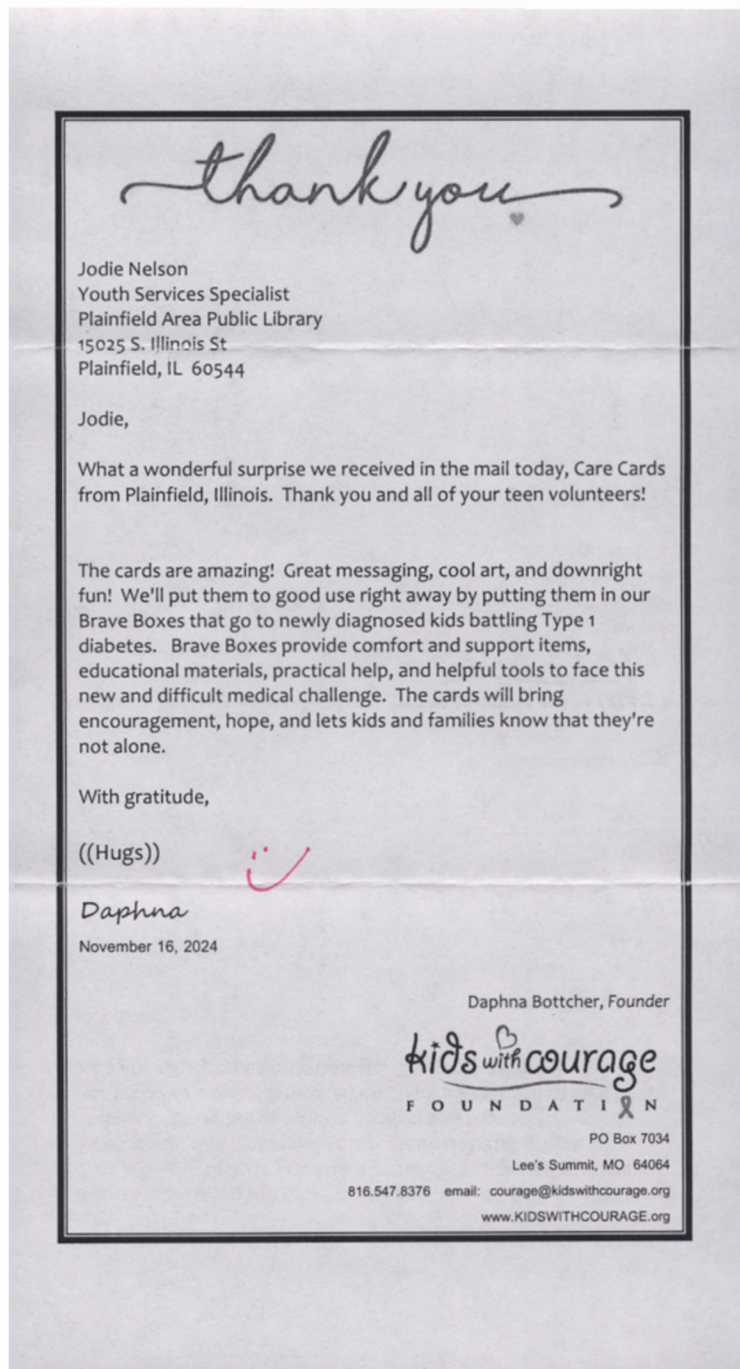 thank you
Jodie Nelson
Youth Services Specialist
Plainfield Area Public Library
15025 S. Illinois St
Plainfield, IL 60544
Jodie,
What a wonderful surprise we received in the mail today, Care Cards
from Plainfield, Illinois. Thank you and all of your teen volunteers!
The cards are amazing! Great messaging, cool art, and downright
fun! We'll put them to good use right away by putting them in our
Brave Boxes that go to newly diagnosed kids battling Type 1
diabetes. Brave Boxes provide comfort and support items,
educational materials, practical help, and helpful tools to face this
new and difficult medical challenge. The cards will bring
encouragement, hope, and lets kids and families know that they're
not alone.
With gratitude,
((Hugs))
Daphna
November 16, 2024
Daphna Bottcher, Founder
kids with courage
FOUNDATION
PO Box 7034
Lee's Summit, MO 64064
816.547.8376 email: courage@kidswithcourage.org
www.KIDSWITHCOURAGE.org